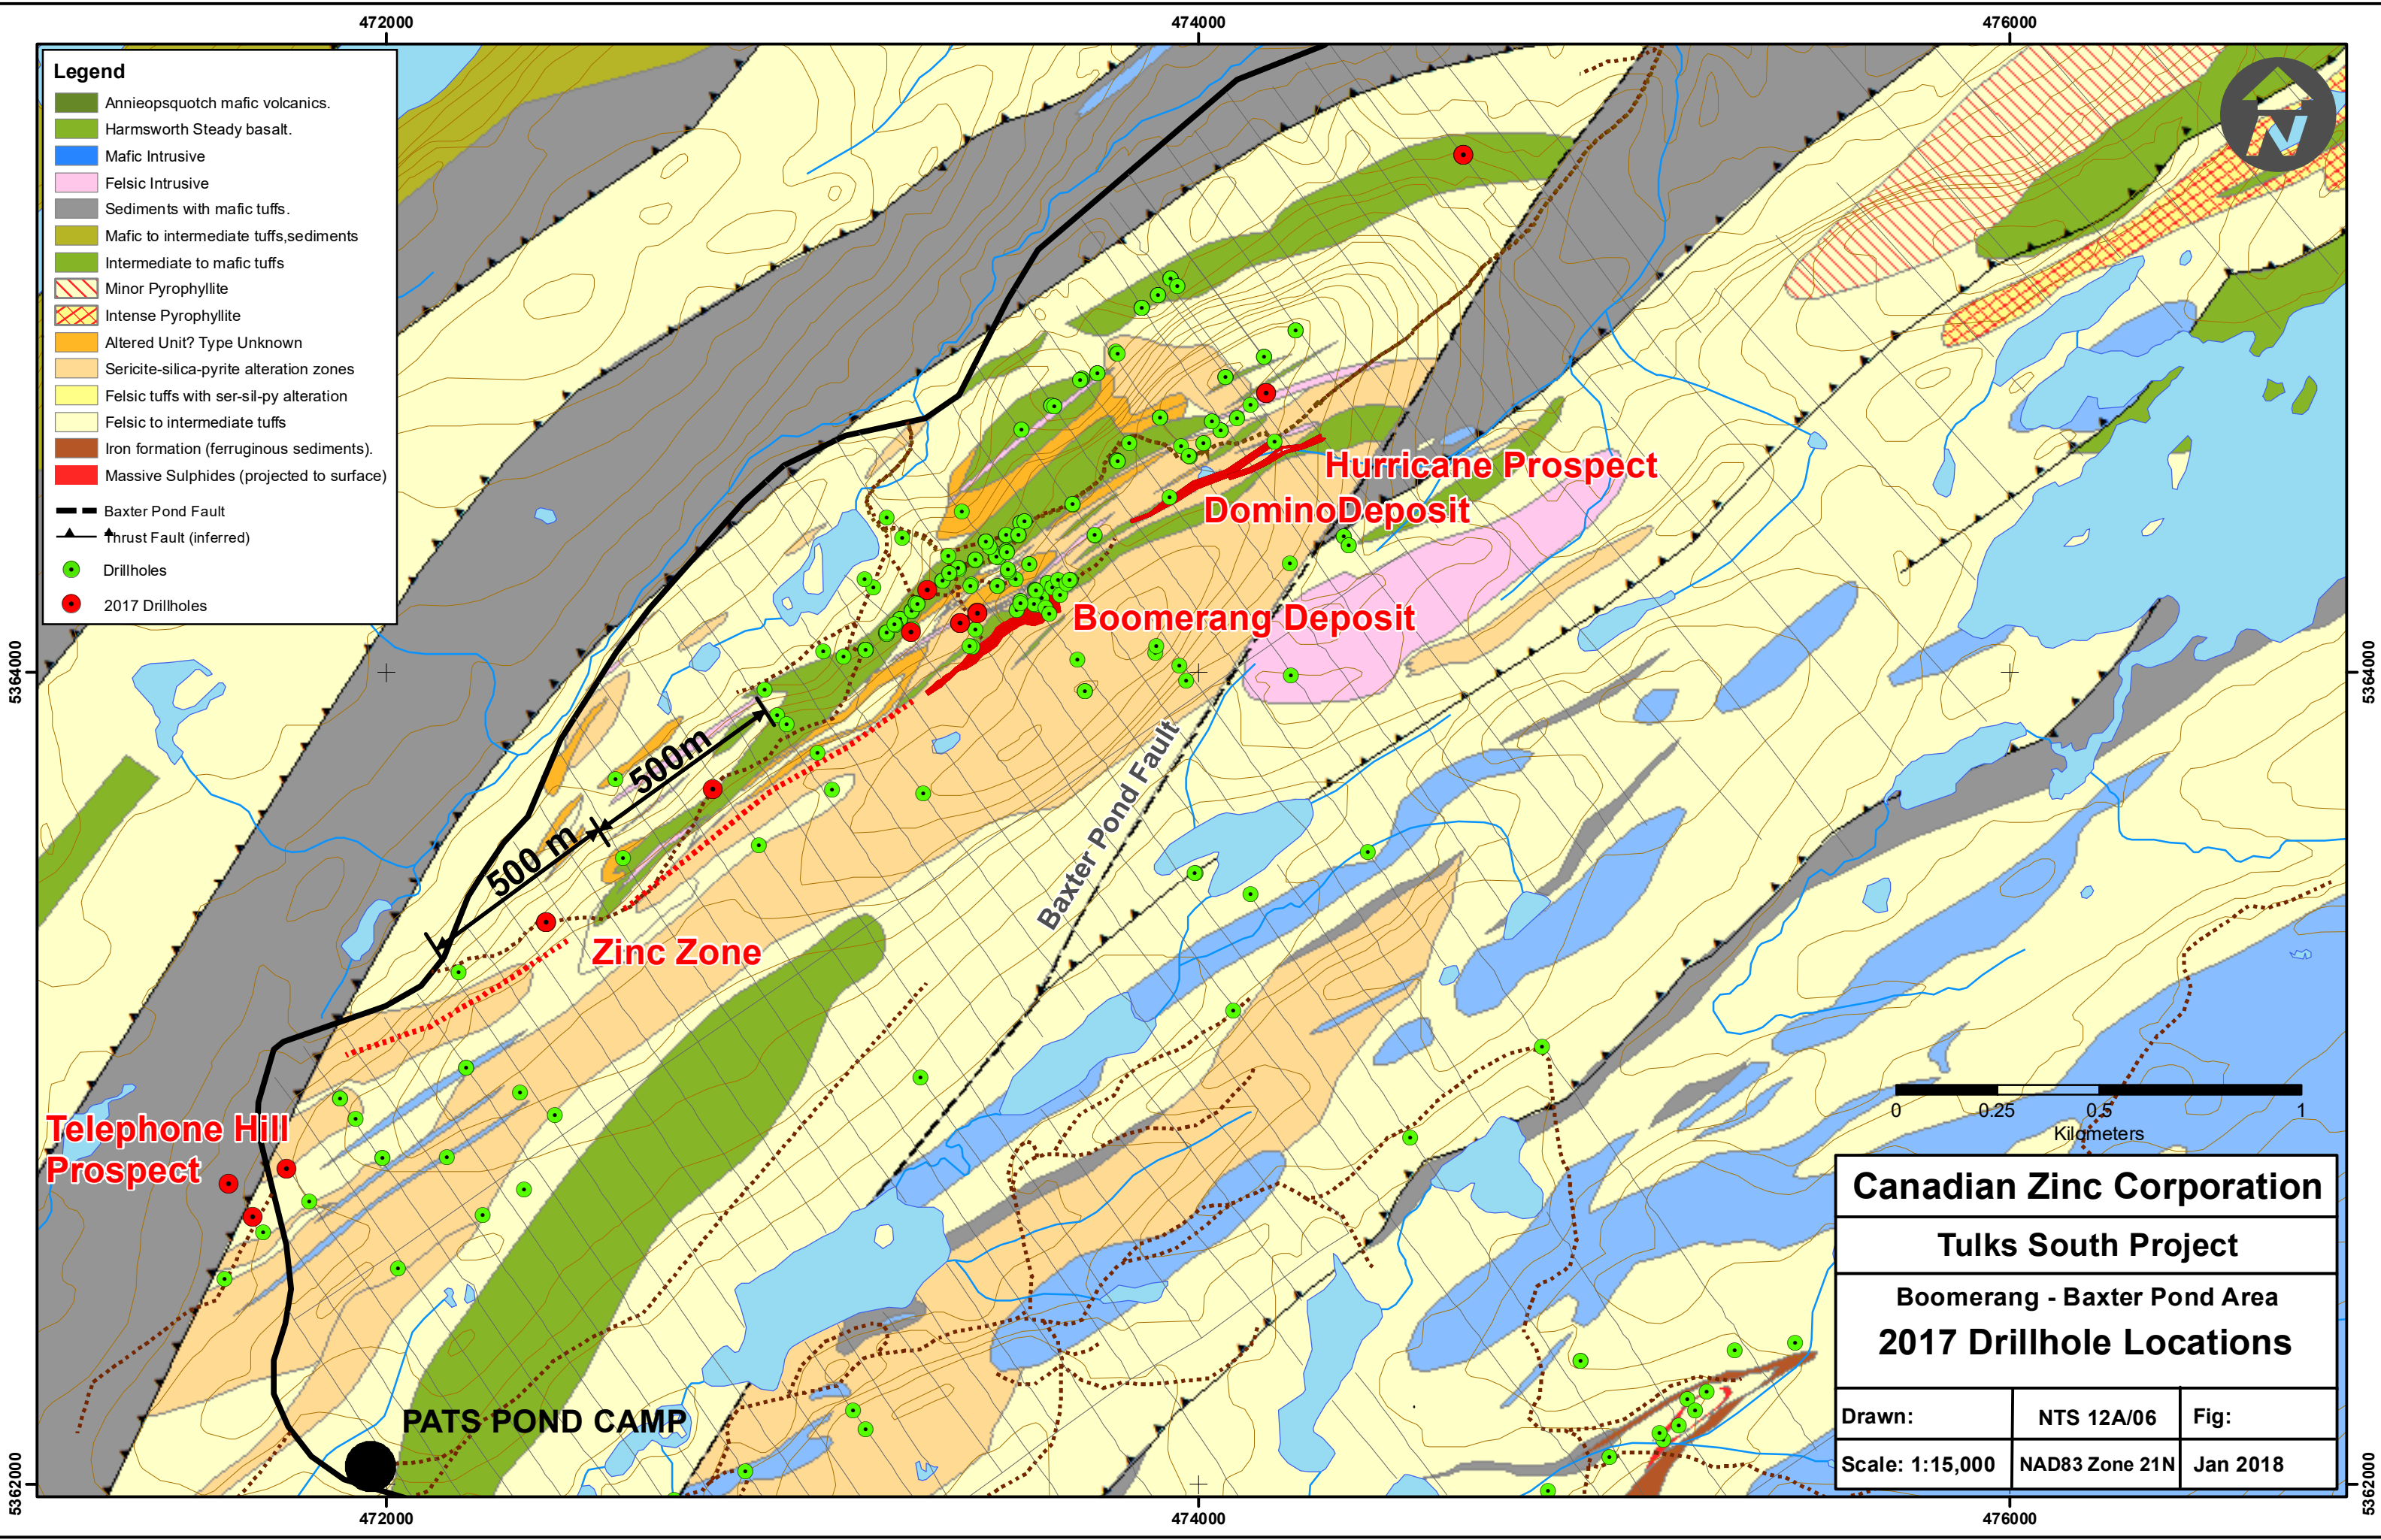 472000
474000
476000
Legend
Annieopsquotch mafic volcanics.
Harmsworth Steady basalt.
Mafic Intrusive
Felsic Intrusive
Sediments with mafic tuffs.
Mafic to intermediate tuffs,sediments
Intermediate to mafic tuffs
Minor Pyrophyllite
Intense Pyrophyllite
Altered Unit? Type Unknown
Sericite-silica-pyrite alteration zones
Felsic tuffs with ser-sil-py alteration
Felsic to intermediate tuffs
Iron formation (ferruginous sediments).
Massive Sulphides (projected to surface)
Baxter Pond Fault
Thrust Fault (inferred)
Drillholes
2017 Drillholes
N
Hurricane Prospect
DominoDeposit
Boomerang Deposit
5364000
5364000
500m
500 m
Baxter Pond Fault
Zinc Zone
Telephone Hill
Prospect
0 0.25 0.5 1
Kilometers
PATS POND CAMP
Canadian Zinc Corporation
Tulks South Project
Boomerang - Baxter Pond Area
2017 Drillhole Locations
Drawn:
NTS 12A/06
Fig:
Scale: 1:15,000
NAD83 Zone 21N
Jan 2018
5362000
5362000
472000
474000
476000